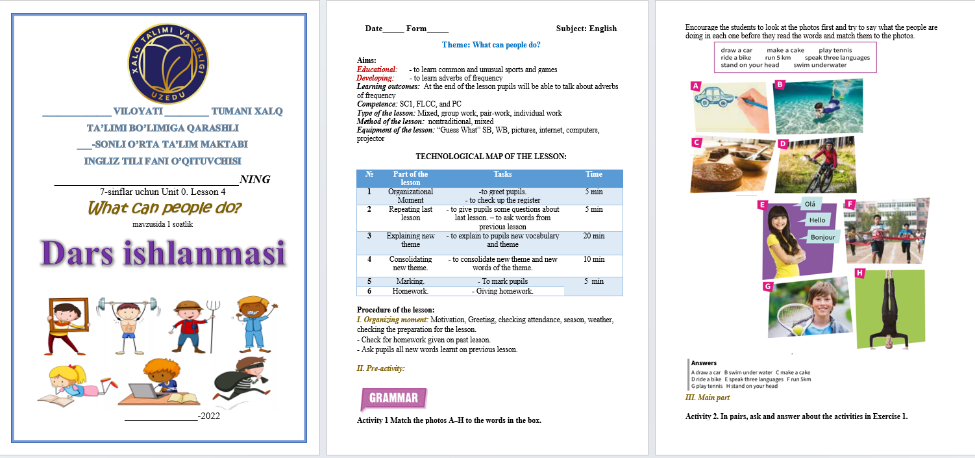 XALQ TALIMI VAZIRLIGI
UZEDU
____________ VILOYATI ________ TUMANI XALQ
TA’LIMI BO’LIMIGA QARASHLI
___-SONLI O’RTA TA’LIM MAKTABI
INGLIZ TILI FANI O’QITUVCHISI
______________________________NING
7-sinflar uchun Unit 0. Lesson 4
What can people do?
mavzusida 1 soatlik
Dars ishlanmasi
______________-2022
Date_____ Form_____ Subject: English
Theme: What can people do?
Aims:
Educational: - to learn common and unusual sports and games
Developing: - to learn adverbs of frequency
Learning outcomes: At the end of the lesson pupils will be able to talk about adverbs
of frequency
Competence: SC1, FLCC, and PC
Type of the lesson: Mixed, group work, pair-work, individual work
Method of the lesson: nontraditional, mixed
Equipment of the lesson: “Guess What” SB, WB, pictures, internet, computers,
projector
TECHNOLOGICAL MAP OF THE LESSON:
№ Part of the lesson Tasks Time
1 Organizational Moment -to greet pupils. - to check up the register 5 min
2 Repeating last lesson - to give pupils some questions about last lesson. – to ask words from previous lesson 5 min
3 Explaining new theme - to explain to pupils new vocabulary and theme 20 min
4 Consolidating new theme. - to consolidate new theme and new words of the theme. 10 min
5 Marking. - To mark pupils 5 min
6 Homework. - Giving homework.
Procedure of the lesson:
I. Organizing moment: Motivation, Greeting, checking attendance, season, weather,
checking the preparation for the lesson.
- Check for homework given on past lesson.
- Ask pupils all new words learnt on previous lesson.
II. Pre-activity:
GRAMMAR
Activity 1 Match the photos A–H to the words in the box.
Encourage the students to look at the photos first and try to say what the people are
doing in each one before they read the words and match them to the photos.
draw a car make a cake play tennis
ride a bike run 5 km speak three languages
stand on your head swim underwater
A
B
C
D
E
Olá
Hello
Bonjour
F
G
H
Answers
A draw a car B swim under water C make a cake
D ride a bike E speak three languages F run 5km
G play tennis H stand on your head
III. Main part
Activity 2. In pairs, ask and answer about the activities in Exercise 1.